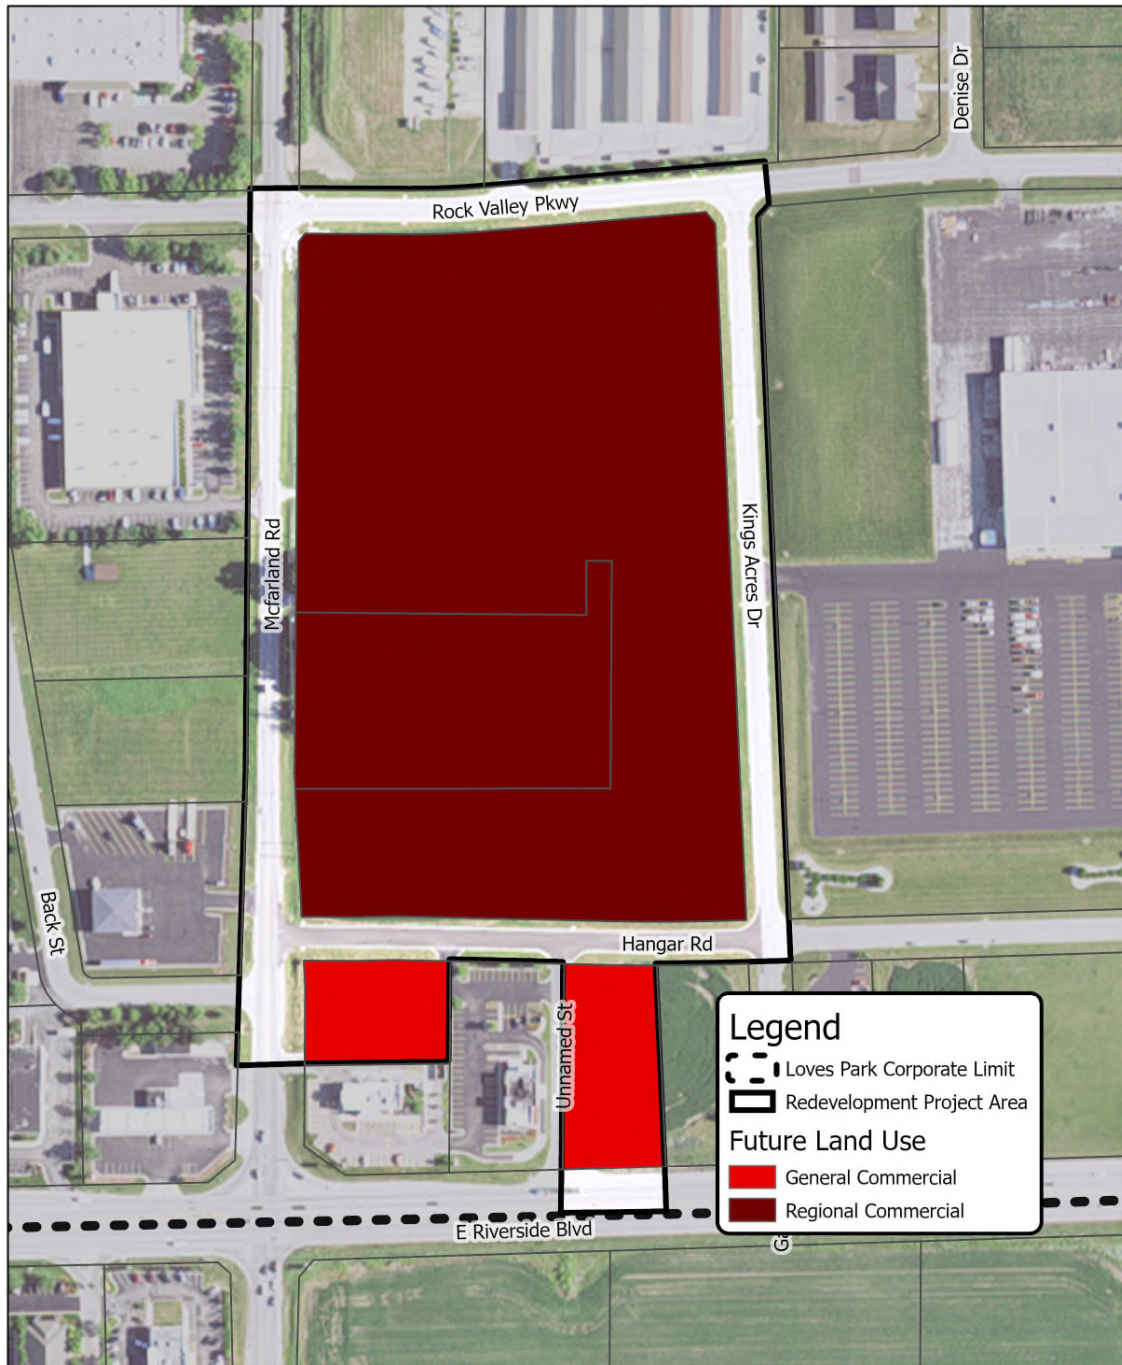 Denise Dr
Rock Valley Pkwy
Mcfarland Rd
Kings Acres Dr
Back St
Hangar Rd
Unnamed St
Legend
Loves Park Corporate Limit
Redevelopment Project Area
Future Land Use
General Commercial
Regional Commercial
E Riverside Blvd